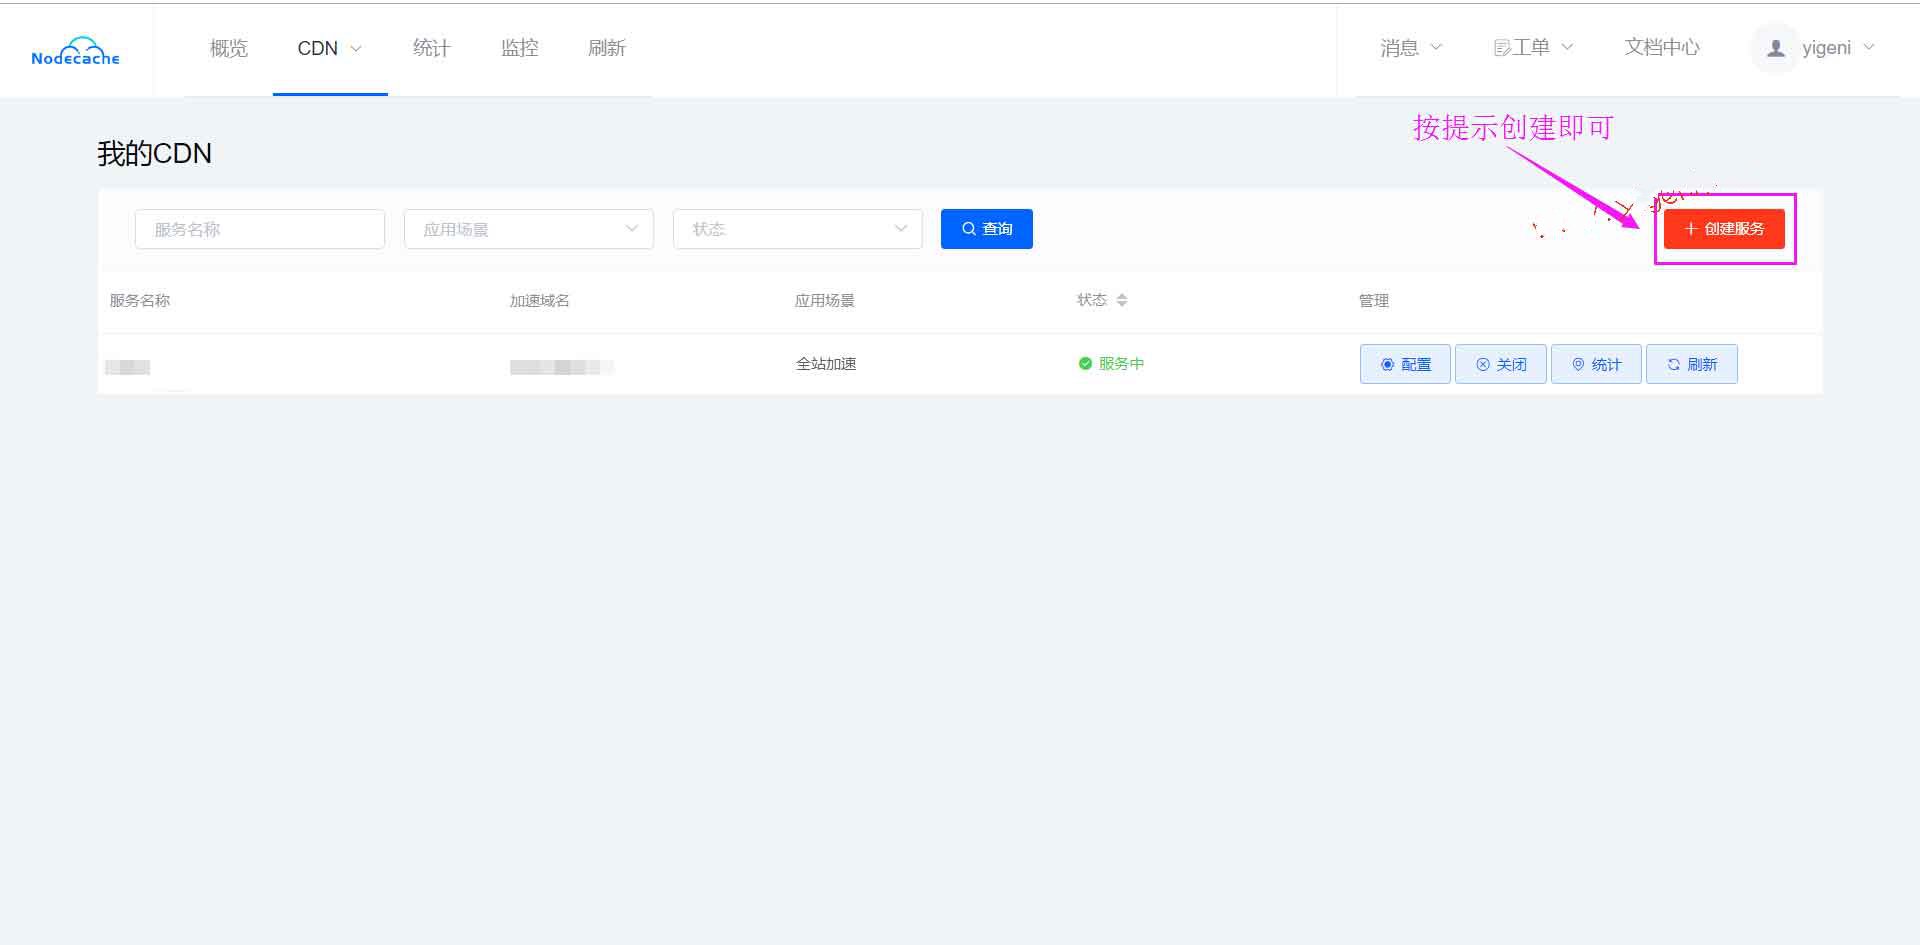 Nodecache
概览 CDN 统计 监控 刷新 消息 工单 文档中心 yigeni
按提示创建即可
我的CDN
服务名称 应用场景 状态 查询 创建服务
服务名称 加速域名 应用场景 状态 管理
全站加速 服务中 配置 关闭 统计 刷新